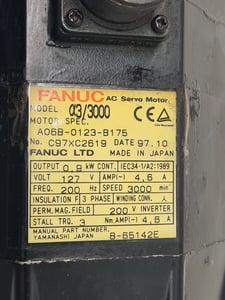 FANUC AC Servo Motor
MODEL α3/3000
MOTOR SPEC.
A06B-0123-B175
No. C97XC2619 DATE 97.10
FANUC LTD MADE IN JAPAN
OUTPUT 0,9 kW CONT. IEC34-1/A2:1989
VOLT 127 V AMP(~) 4,6 A
FREQ. 200 Hz SPEED 3000 min⁻¹
INSULATION F 3 PHASE WINDING CONN. 人
PERM.MAG.FIELD 200 V INVERTER
STALL TRQ. 3 Nm AMP(~) 4,6 A
MANUAL PART NUMBER
YAMANASHI JAPAN B-65142E